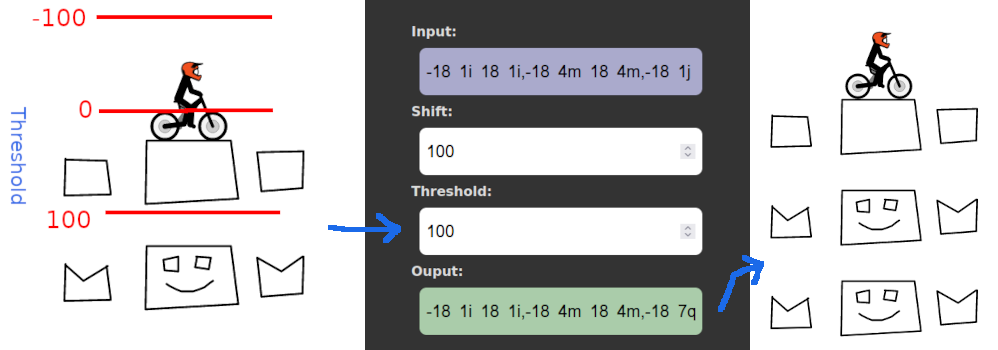 -100
0
Threshold
100
Input:
-18 1i 18 1i,-18 4m 18 4m,-18 1j
Shift:
100
Threshold:
100
Ouput:
-18 1i 18 1i,-18 4m 18 4m,-18 7q